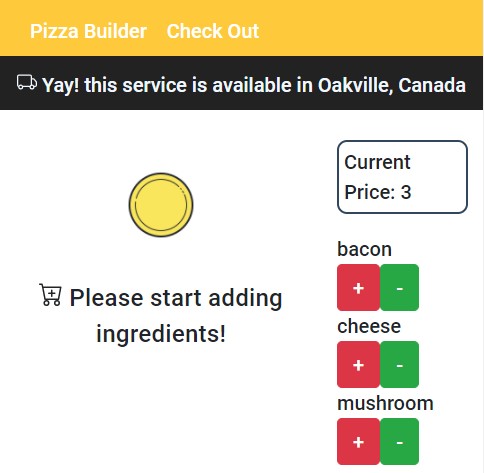 Pizza Builder Check Out
Yay! this service is available in Oakville, Canada
Current
Price: 3
Please start adding
ingredients!
bacon
+ -
cheese
+ -
mushroom
+ -